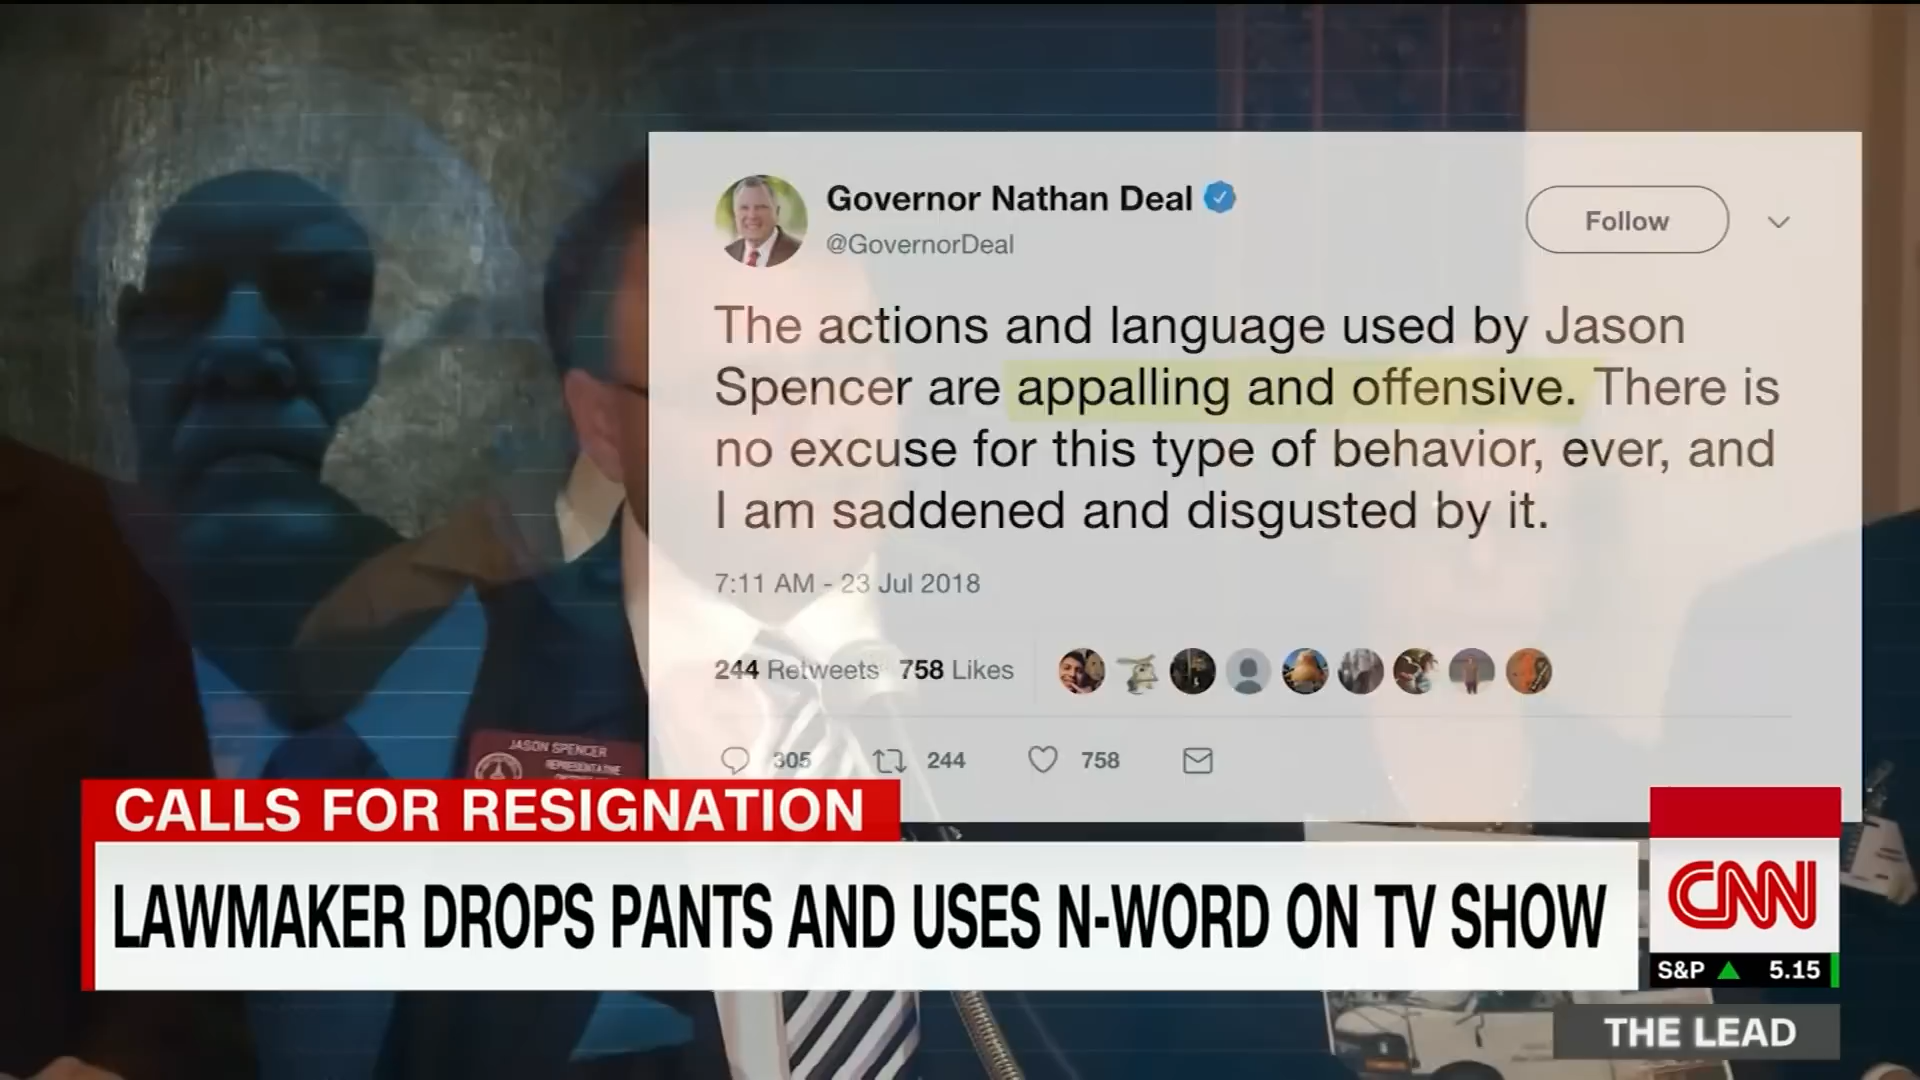 Governor Nathan Deal
@GovernorDeal
Follow
The actions and language used by Jason
Spencer are appalling and offensive. There is
no excuse for this type of behavior, ever, and
I am saddened and disgusted by it.
7:11 AM - 23 Jul 2018
244 Retweets 758 Likes
305 244 758
JASON SPENCER
REPRESENTATIVE
CALLS FOR RESIGNATION
LAWMAKER DROPS PANTS AND USES N-WORD ON TV SHOW
CNN
S&P ▲ 5.15
THE LEAD